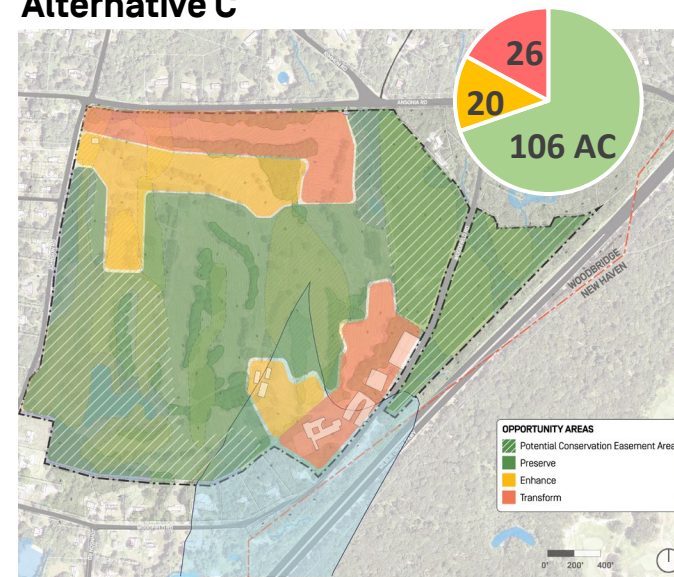 Alternative C
26
20
106 AC
ANSONIA RD
WOODBRIDGE
NEW HAVEN
OPPORTUNITY AREAS
Potential Conservation Easement Area
Preserve
Enhance
Transform
0' 200' 400'